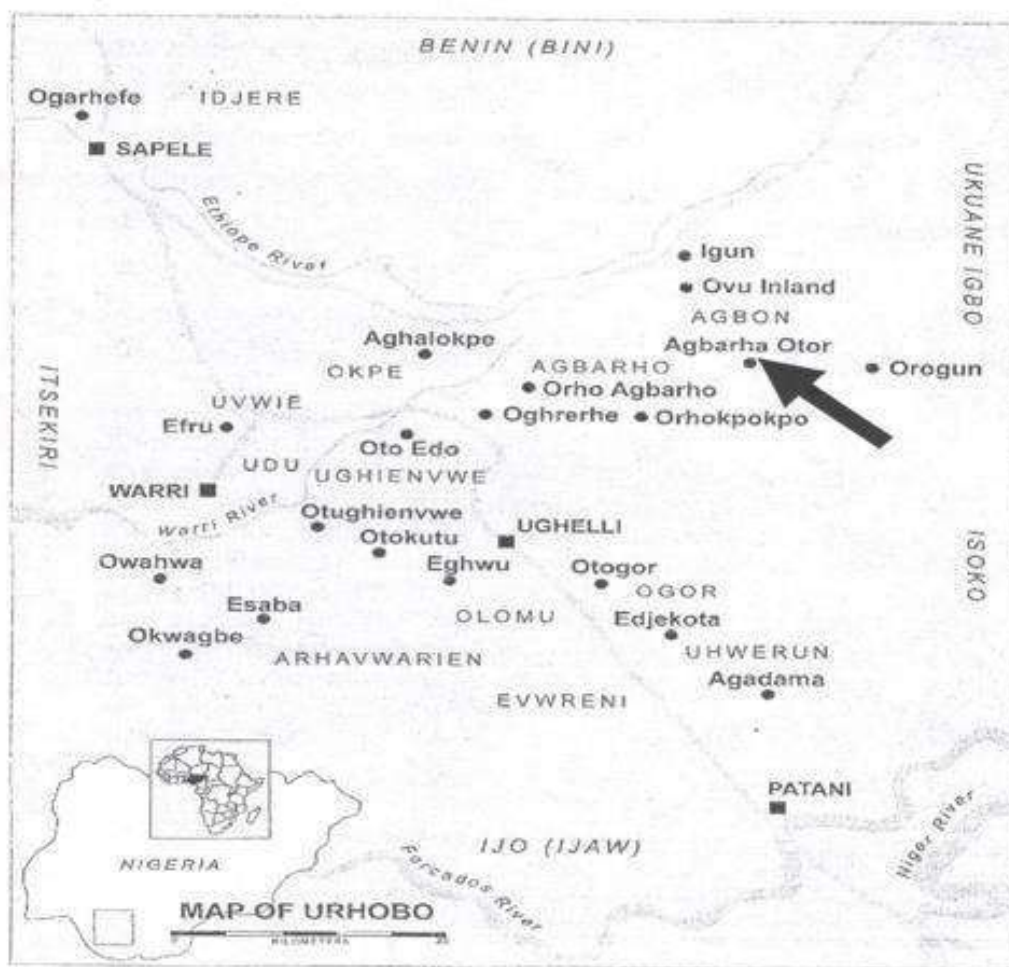 BENIN (BINI)
Ogarhefe
IDJERE
SAPELE
Ethiope River
UKUANE IGBO
Igun
Ovu Inland
AGBON
Agbarha Otor
Aghalokpe
AGBARHO
Orogun
OKPE
Orho Agbarho
ITSEKIRI
UVWIE
Oghrerhe
Orhokpokpo
Efru
Oto Edo
UDU
UGHIENVWE
WARRI
Otughienvwe
Warri River
UGHELLI
Otokutu
ISOKO
Owahwa
Eghwu
Otogor
OGOR
Esaba
OLOMU
Edjekota
Okwagbe
ARHAVWARIEN
UHWERUN
Agadama
EVWRENI
PATANI
IJO (IJAW)
Niger River
NIGERIA
Forcados River
MAP OF URHOBO
0
KILOMETERS